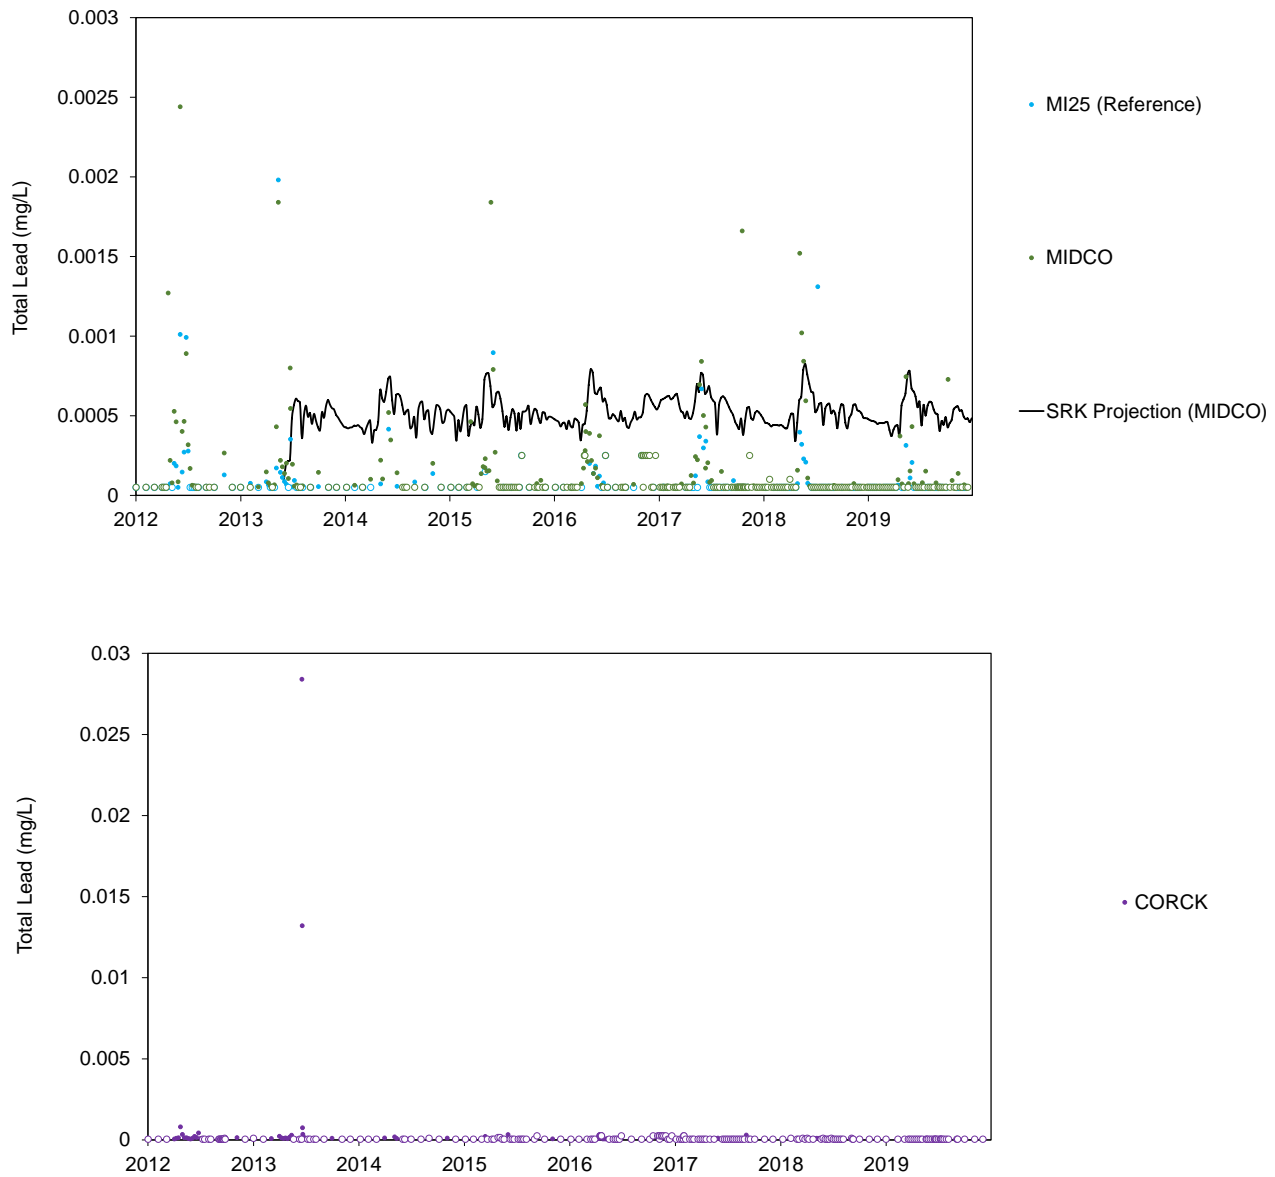 0.003
0.0025
0.002
0.0015
0.001
0.0005
0
Total Lead (mg/L)
2012 2013 2014 2015 2016 2017 2018 2019
MI25 (Reference)
MIDCO
SRK Projection (MIDCO)
0.03
0.025
0.02
0.015
0.01
0.005
0
Total Lead (mg/L)
2012 2013 2014 2015 2016 2017 2018 2019
CORCK